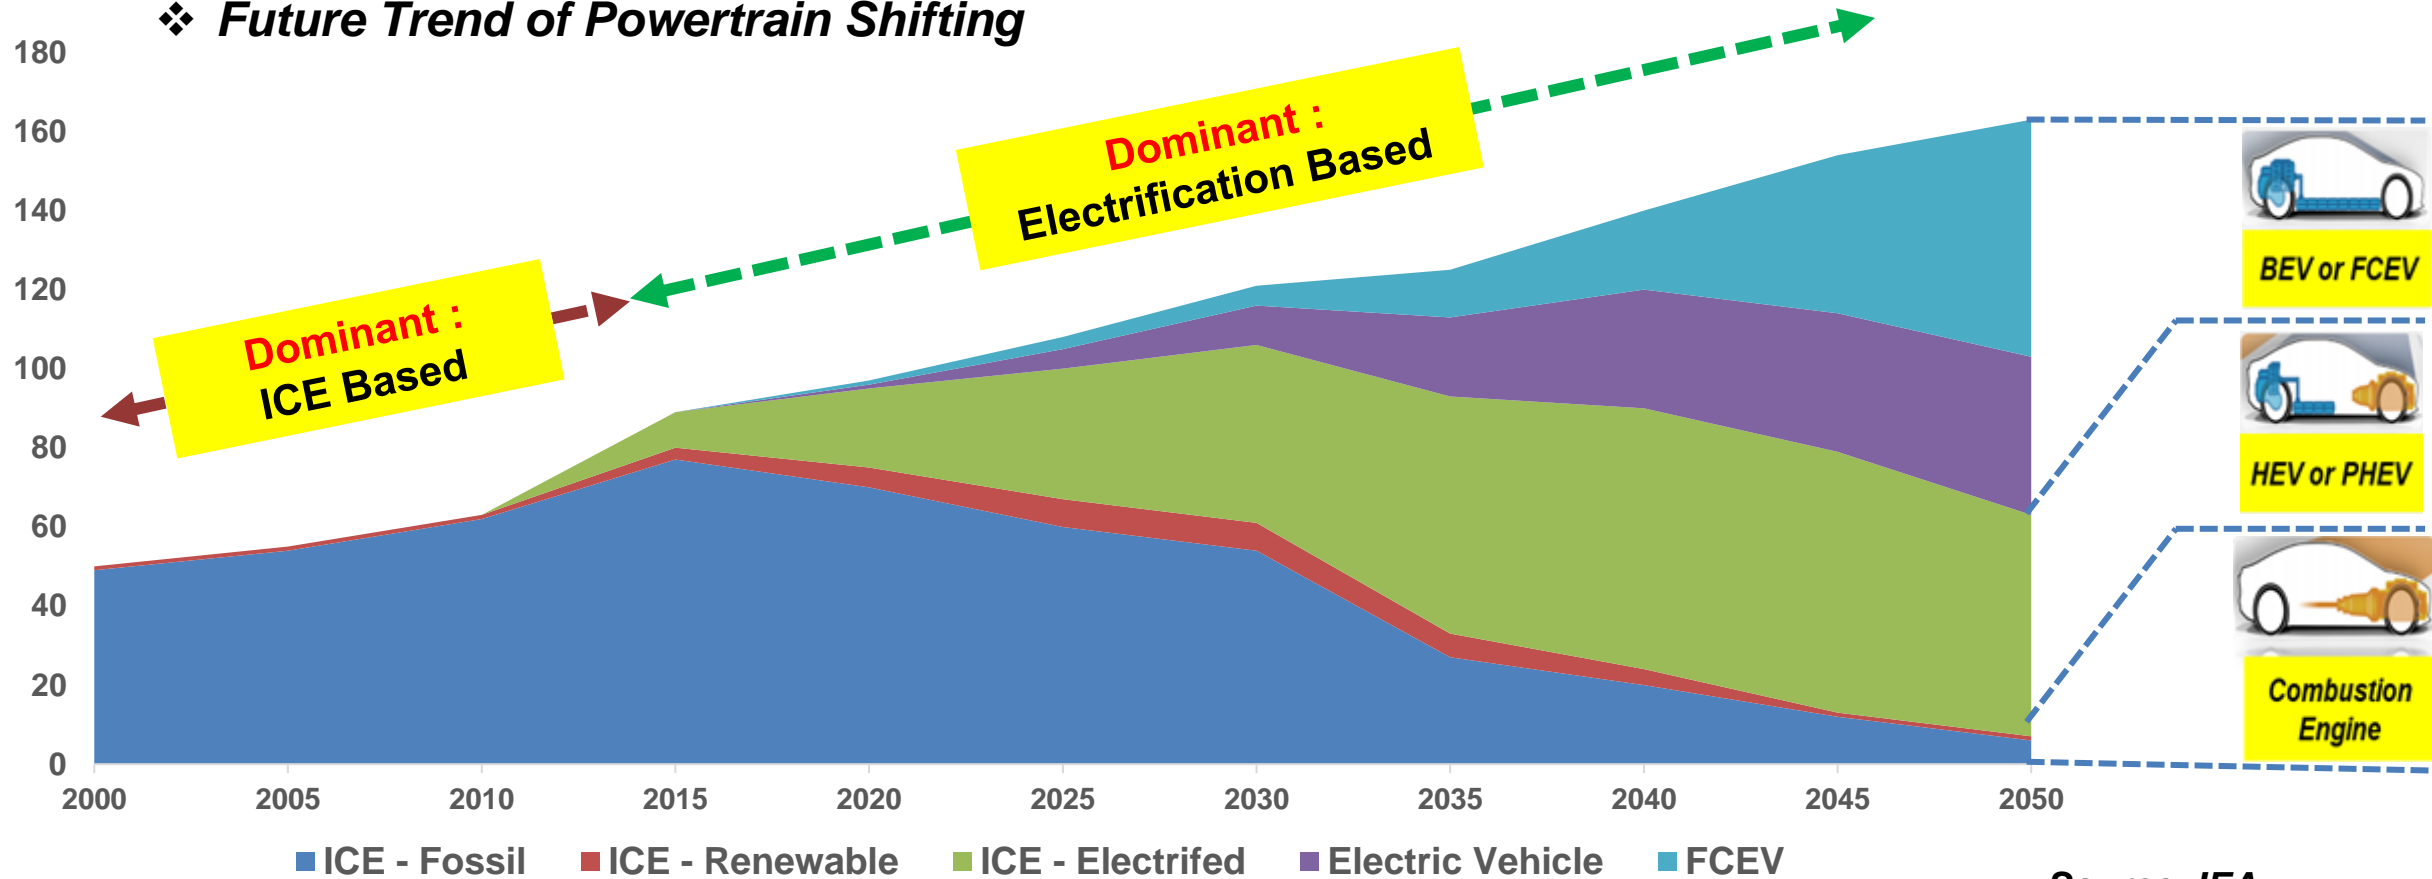 ❖ Future Trend of Powertrain Shifting
180
160
140
120
100
80
60
40
20
0
Dominant :
ICE Based
Dominant :
Electrification Based
BEV or FCEV
HEV or PHEV
Combustion
Engine
2000 2005 2010 2015 2020 2025 2030 2035 2040 2045 2050
ICE - Fossil ICE - Renewable ICE - Electrifed Electric Vehicle FCEV